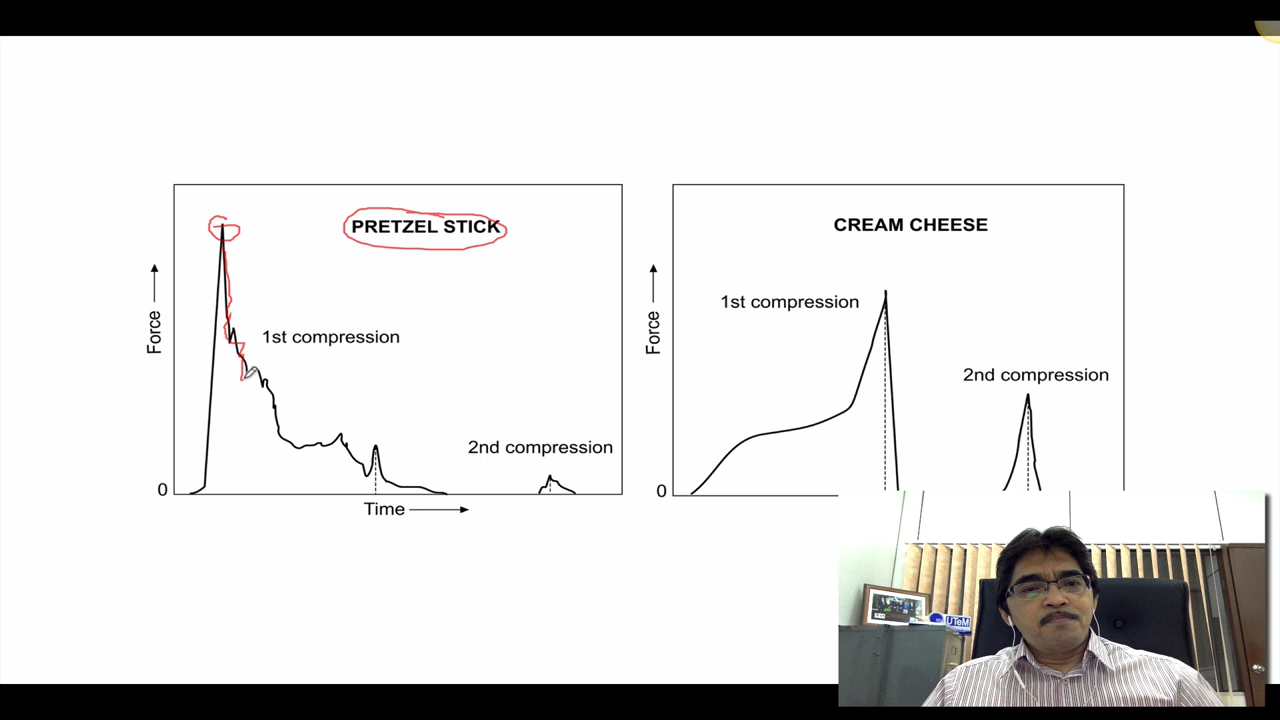 PRETZEL STICK
1st compression
2nd compression
Force
0
Time
CREAM CHEESE
1st compression
2nd compression
Force
0
UTeM